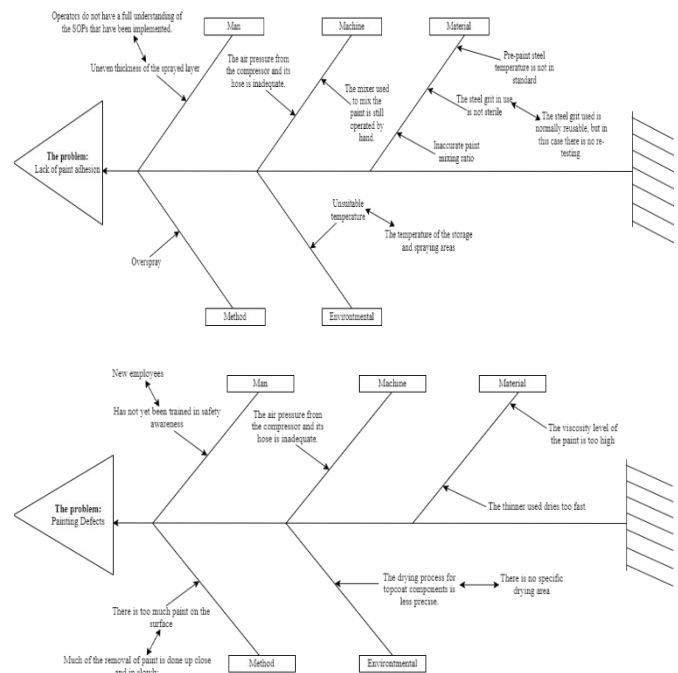 Operators do not have a full understanding of
the SOPs that have been implemented.
Man
Machine
Material
Uneven thickness of the sprayed layer
The air pressure from
the compressor and its
hose is inadequate.
The mixer used
to mix the
paint is still
operated by
hand.
Pre-paint steel
temperature is not in
standard
The steel grit in use
is not sterile
The steel grit used is
normally reusable, but in
this case there is no re-
testing.
Inaccurate paint
mixing ratio
The problem:
Lack of paint adhesion
Unsuitable
temperature
The temperature of the storage
and spraying areas
Overspray
Method
Environtmental
New employees
Man
Machine
Material
Has not yet been trained in safety
awareness
The air pressure from
the compressor and its
hose is inadequate.
The viscosity level of
the paint is too high
The thinner used dries too fast
The problem:
Painting Defects
The drying process for
topcoat components is
less precise.
There is no specific
drying area
There is too much paint on the
surface
Much of the removal of paint is done up close
and in slowly
Method
Environmental